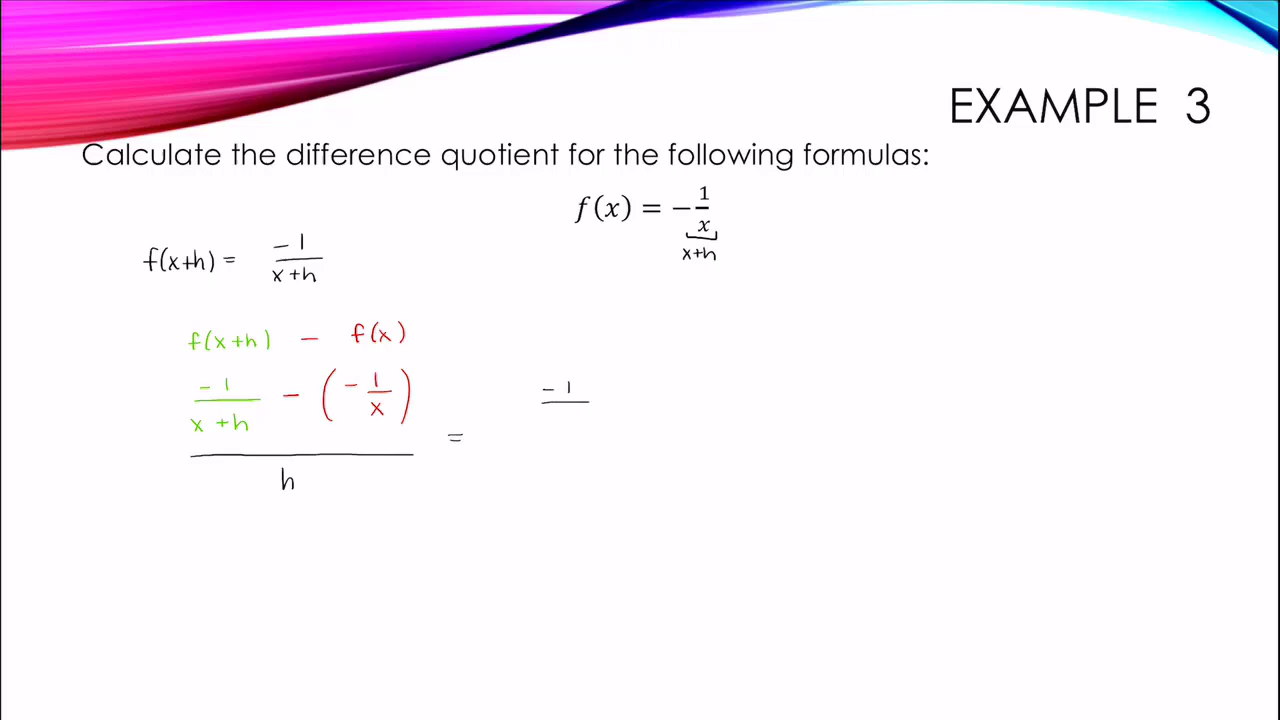 EXAMPLE 3
Calculate the difference quotient for the following formulas:
f(x) = −1/x
x+h
f(x+h) = −1/(x+h)
f(x+h) − f(x)
−1/(x+h) − (−1/x)
h
=
−1